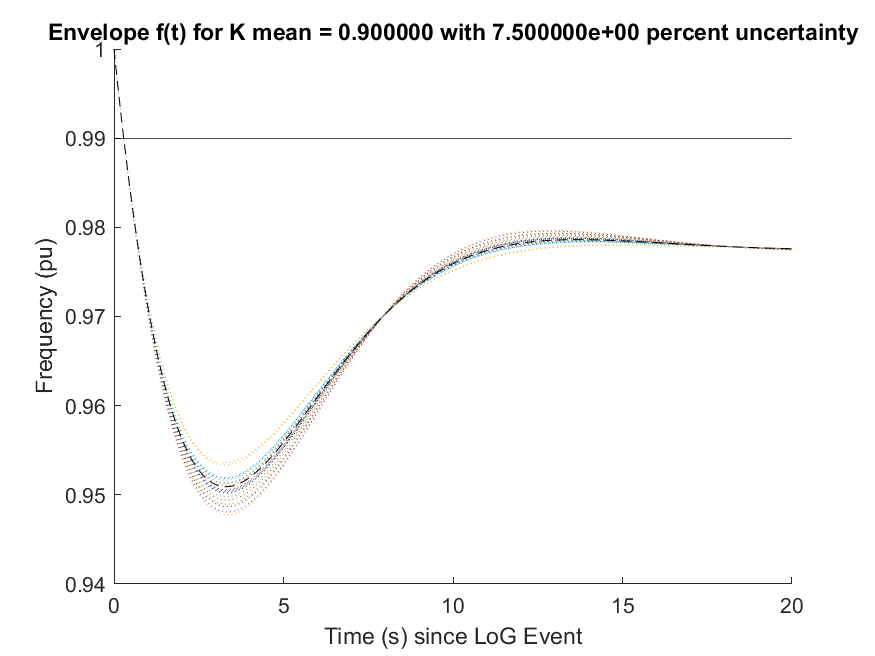 Envelope f(t) for K mean = 0.900000 with 7.500000e+00 percent uncertainty
1
0.99
0.98
0.97
0.96
0.95
0.94
Frequency (pu)
0 5 10 15 20
Time (s) since LoG Event